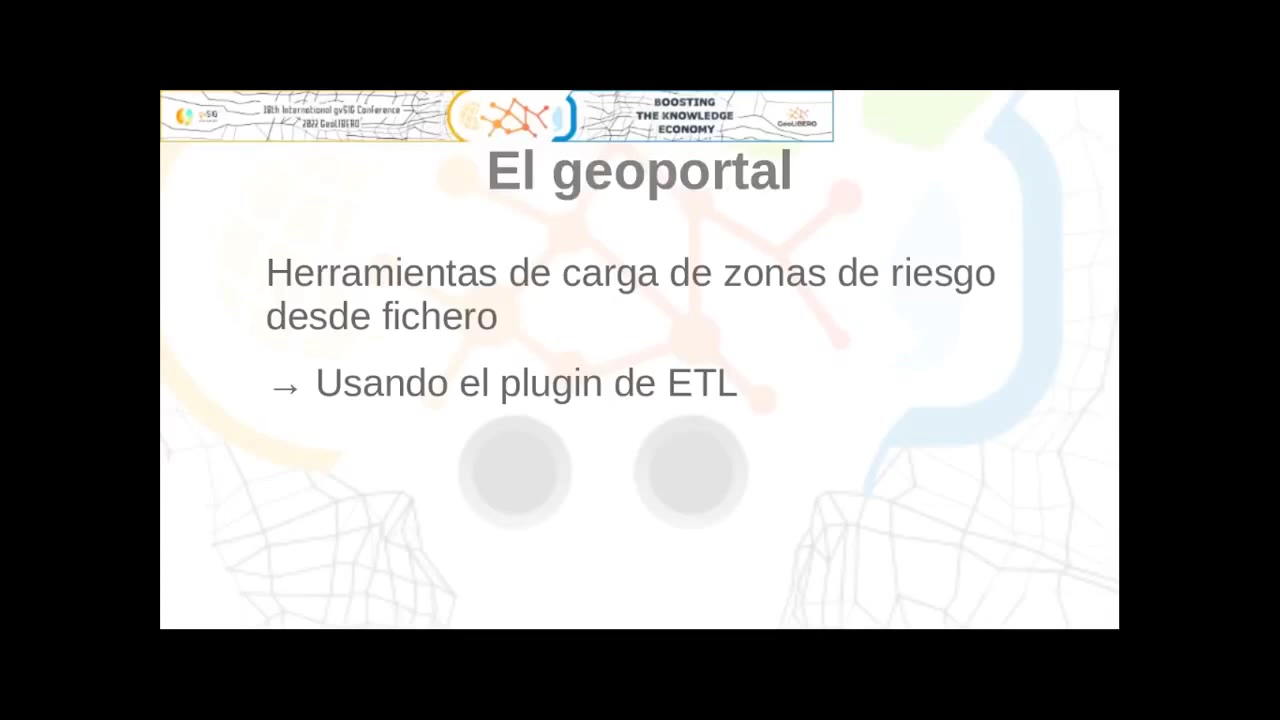 gvSIG
18th International gvSIG Conference
2022 GeoLIBERO
BOOSTING
THE KNOWLEDGE
ECONOMY
GeoLIBERO
El geoportal
Herramientas de carga de zonas de riesgo
desde fichero
→ Usando el plugin de ETL